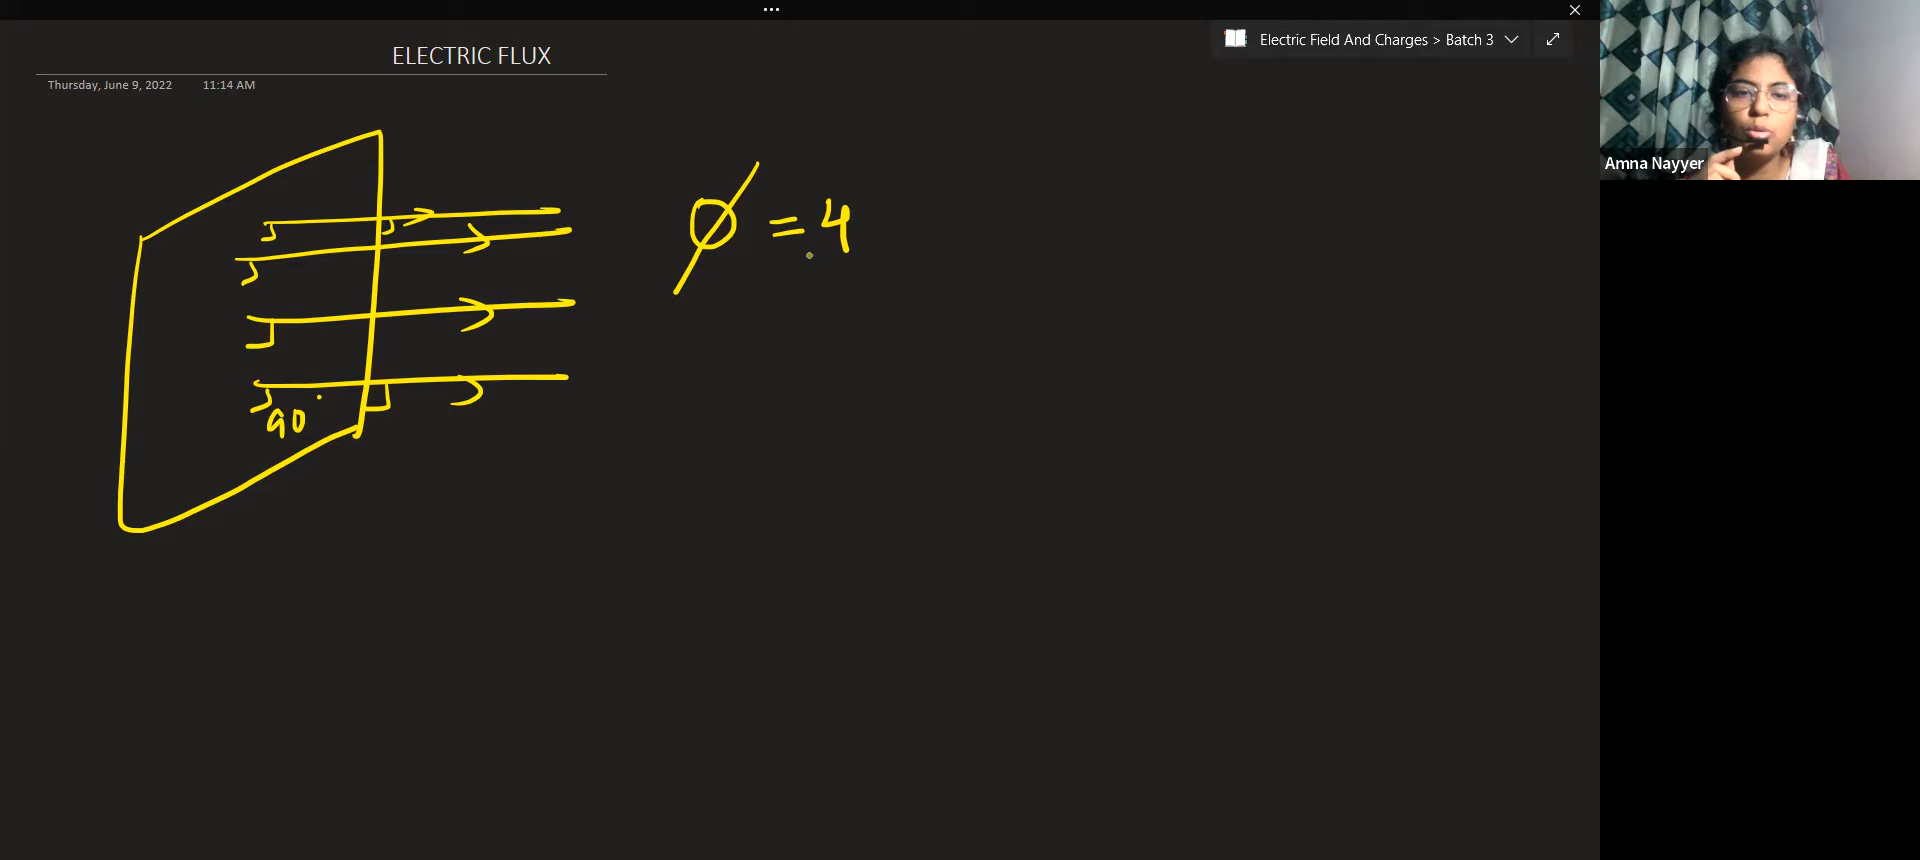 ELECTRIC FLUX
Electric Field And Charges > Batch 3
Thursday, June 9, 2022 11:14 AM
Amna Nayyer
Ø = 4
90°